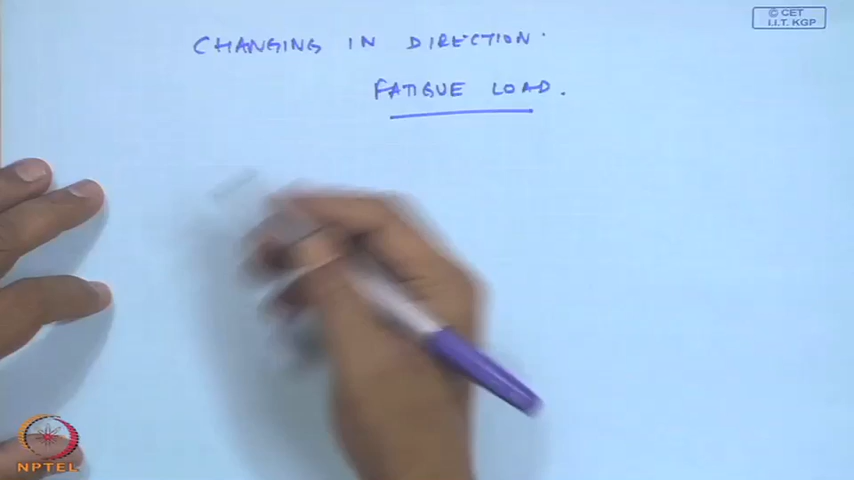 © CET
I.I.T. KGP
CHANGING IN DIRECTION.
FATIGUE LOAD.
NPTEL